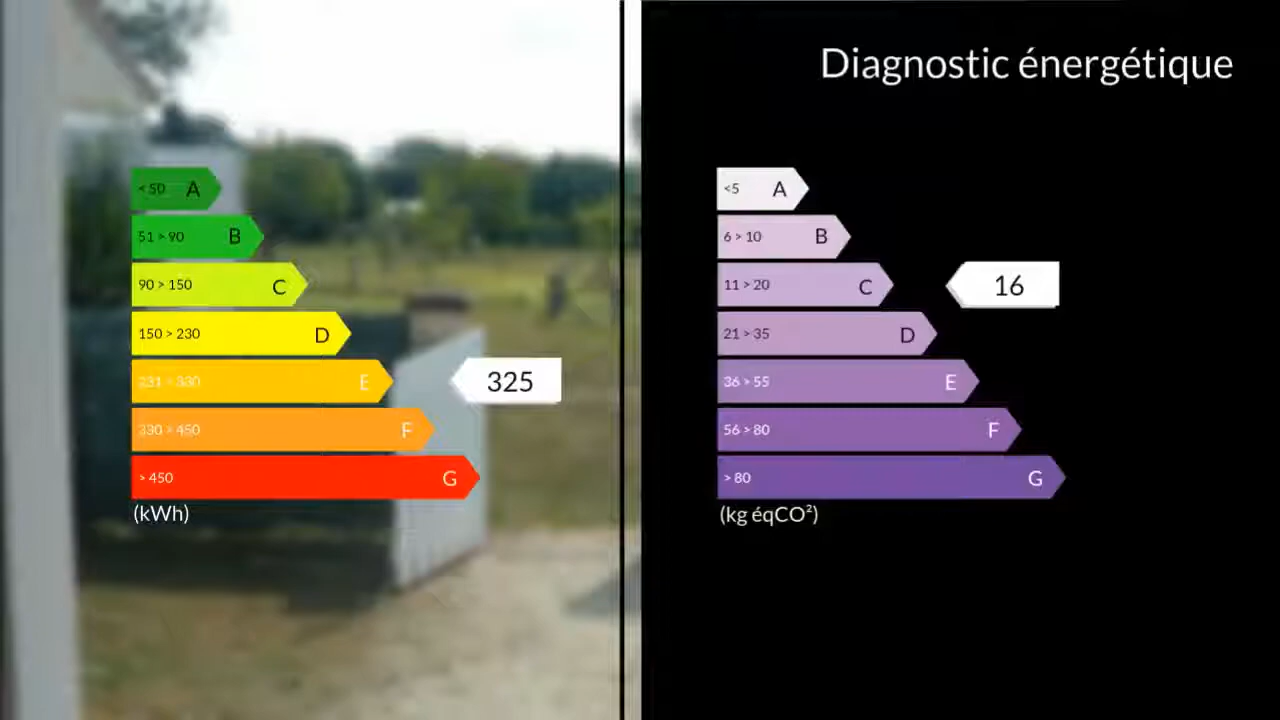 Diagnostic énergétique
< 50 A
51 > 90 B
90 > 150 C
150 > 230 D
231 > 330 E
325
330 > 450 F
> 450 G
(kWh)
<5 A
6 > 10 B
11 > 20 C
16
21 > 35 D
36 > 55 E
56 > 80 F
> 80 G
(kg éqCO²)